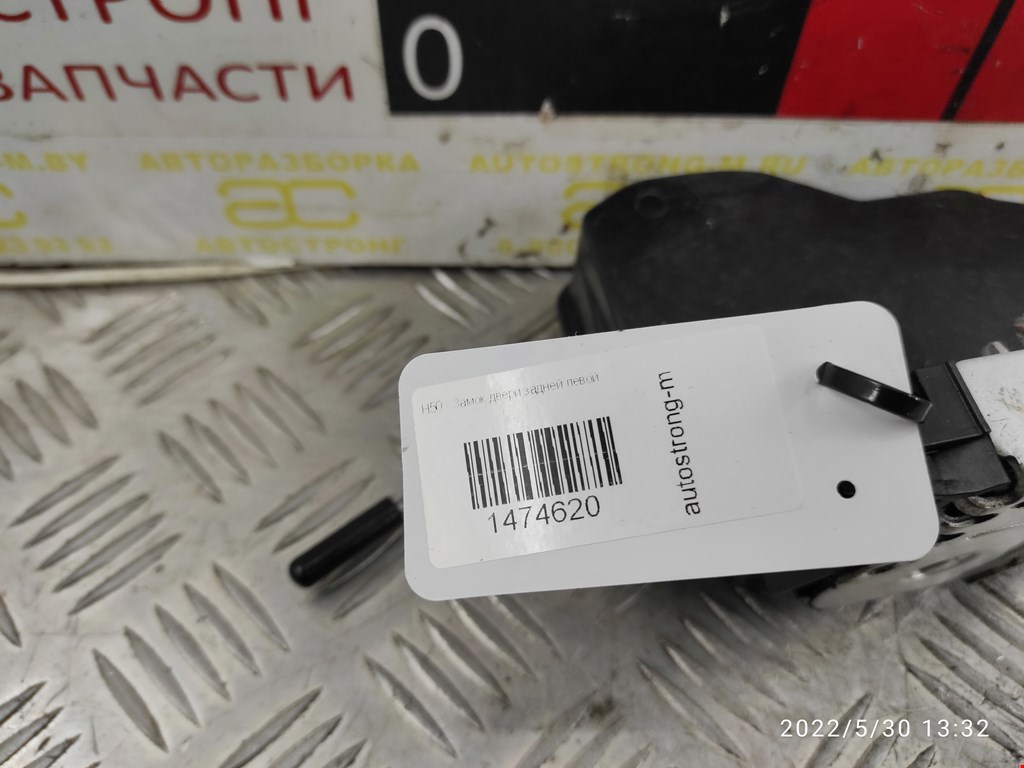 СТРОНГ
ЗАПЧАСТИ
0
-M.BY
АВТОРАЗБОРКА
AUTOSTRONG-M.RU
АВТОСТРОНГ
H50 - Замок двери задней левой
1474620
autostrong-m
2022/5/30 13:32